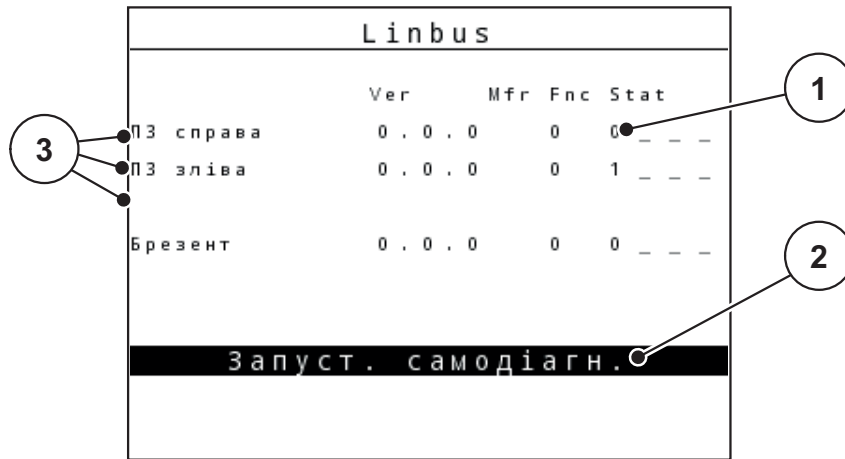 Linbus
Ver Mfr Fnc Stat
ПЗ справа 0.0.0 0 0 _ _ _
ПЗ зліва 0.0.0 0 1 _ _ _
Брезент 0.0.0 0 0 _ _ _
Запуст. самодіагн.
1
2
3